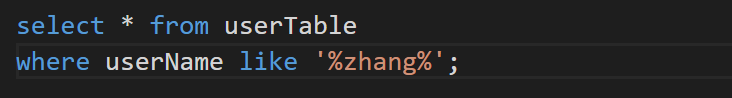 select * from userTable
where userName like '%zhang%';